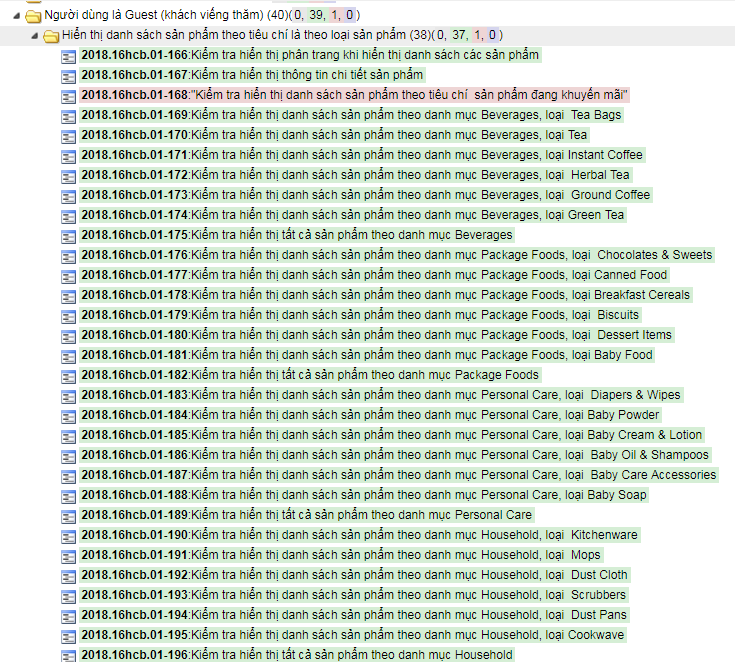 Người dùng là Guest (khách viếng thăm) (40)(0, 39, 1, 0)
Hiển thị danh sách sản phẩm theo tiêu chí là theo loại sản phẩm (38)(0, 37, 1, 0)
2018.16hcb.01-166:Kiểm tra hiển thị phân trang khi hiển thị danh sách các sản phẩm
2018.16hcb.01-167:Kiểm tra hiển thị thông tin chi tiết sản phẩm
2018.16hcb.01-168:"Kiểm tra hiển thị danh sách sản phẩm theo tiêu chí sản phẩm đang khuyến mãi"
2018.16hcb.01-169:Kiểm tra hiển thị danh sách sản phẩm theo danh mục Beverages, loại Tea Bags
2018.16hcb.01-170:Kiểm tra hiển thị danh sách sản phẩm theo danh mục Beverages, loại Tea
2018.16hcb.01-171:Kiểm tra hiển thị danh sách sản phẩm theo danh mục Beverages, loại Instant Coffee
2018.16hcb.01-172:Kiểm tra hiển thị danh sách sản phẩm theo danh mục Beverages, loại Herbal Tea
2018.16hcb.01-173:Kiểm tra hiển thị danh sách sản phẩm theo danh mục Beverages, loại Ground Coffee
2018.16hcb.01-174:Kiểm tra hiển thị danh sách sản phẩm theo danh mục Beverages, loại Green Tea
2018.16hcb.01-175:Kiểm tra hiển thị tất cả sản phẩm theo danh mục Beverages
2018.16hcb.01-176:Kiểm tra hiển thị danh sách sản phẩm theo danh mục Package Foods, loại Chocolates & Sweets
2018.16hcb.01-177:Kiểm tra hiển thị danh sách sản phẩm theo danh mục Package Foods, loại Canned Food
2018.16hcb.01-178:Kiểm tra hiển thị danh sách sản phẩm theo danh mục Package Foods, loại Breakfast Cereals
2018.16hcb.01-179:Kiểm tra hiển thị danh sách sản phẩm theo danh mục Package Foods, loại Biscuits
2018.16hcb.01-180:Kiểm tra hiển thị danh sách sản phẩm theo danh mục Package Foods, loại Dessert Items
2018.16hcb.01-181:Kiểm tra hiển thị danh sách sản phẩm theo danh mục Package Foods, loại Baby Food
2018.16hcb.01-182:Kiểm tra hiển thị tất cả sản phẩm theo danh mục Package Foods
2018.16hcb.01-183:Kiểm tra hiển thị danh sách sản phẩm theo danh mục Personal Care, loại Diapers & Wipes
2018.16hcb.01-184:Kiểm tra hiển thị danh sách sản phẩm theo danh mục Personal Care, loại Baby Powder
2018.16hcb.01-185:Kiểm tra hiển thị danh sách sản phẩm theo danh mục Personal Care, loại Baby Cream & Lotion
2018.16hcb.01-186:Kiểm tra hiển thị danh sách sản phẩm theo danh mục Personal Care, loại Baby Oil & Shampoos
2018.16hcb.01-187:Kiểm tra hiển thị danh sách sản phẩm theo danh mục Personal Care, loại Baby Care Accessories
2018.16hcb.01-188:Kiểm tra hiển thị danh sách sản phẩm theo danh mục Personal Care, loại Baby Soap
2018.16hcb.01-189:Kiểm tra hiển thị tất cả sản phẩm theo danh mục Personal Care
2018.16hcb.01-190:Kiểm tra hiển thị danh sách sản phẩm theo danh mục Household, loại Kitchenware
2018.16hcb.01-191:Kiểm tra hiển thị danh sách sản phẩm theo danh mục Household, loại Mops
2018.16hcb.01-192:Kiểm tra hiển thị danh sách sản phẩm theo danh mục Household, loại Dust Cloth
2018.16hcb.01-193:Kiểm tra hiển thị danh sách sản phẩm theo danh mục Household, loại Scrubbers
2018.16hcb.01-194:Kiểm tra hiển thị danh sách sản phẩm theo danh mục Household, loại Dust Pans
2018.16hcb.01-195:Kiểm tra hiển thị danh sách sản phẩm theo danh mục Household, loại Cookwave
2018.16hcb.01-196:Kiểm tra hiển thị tất cả sản phẩm theo danh mục Household